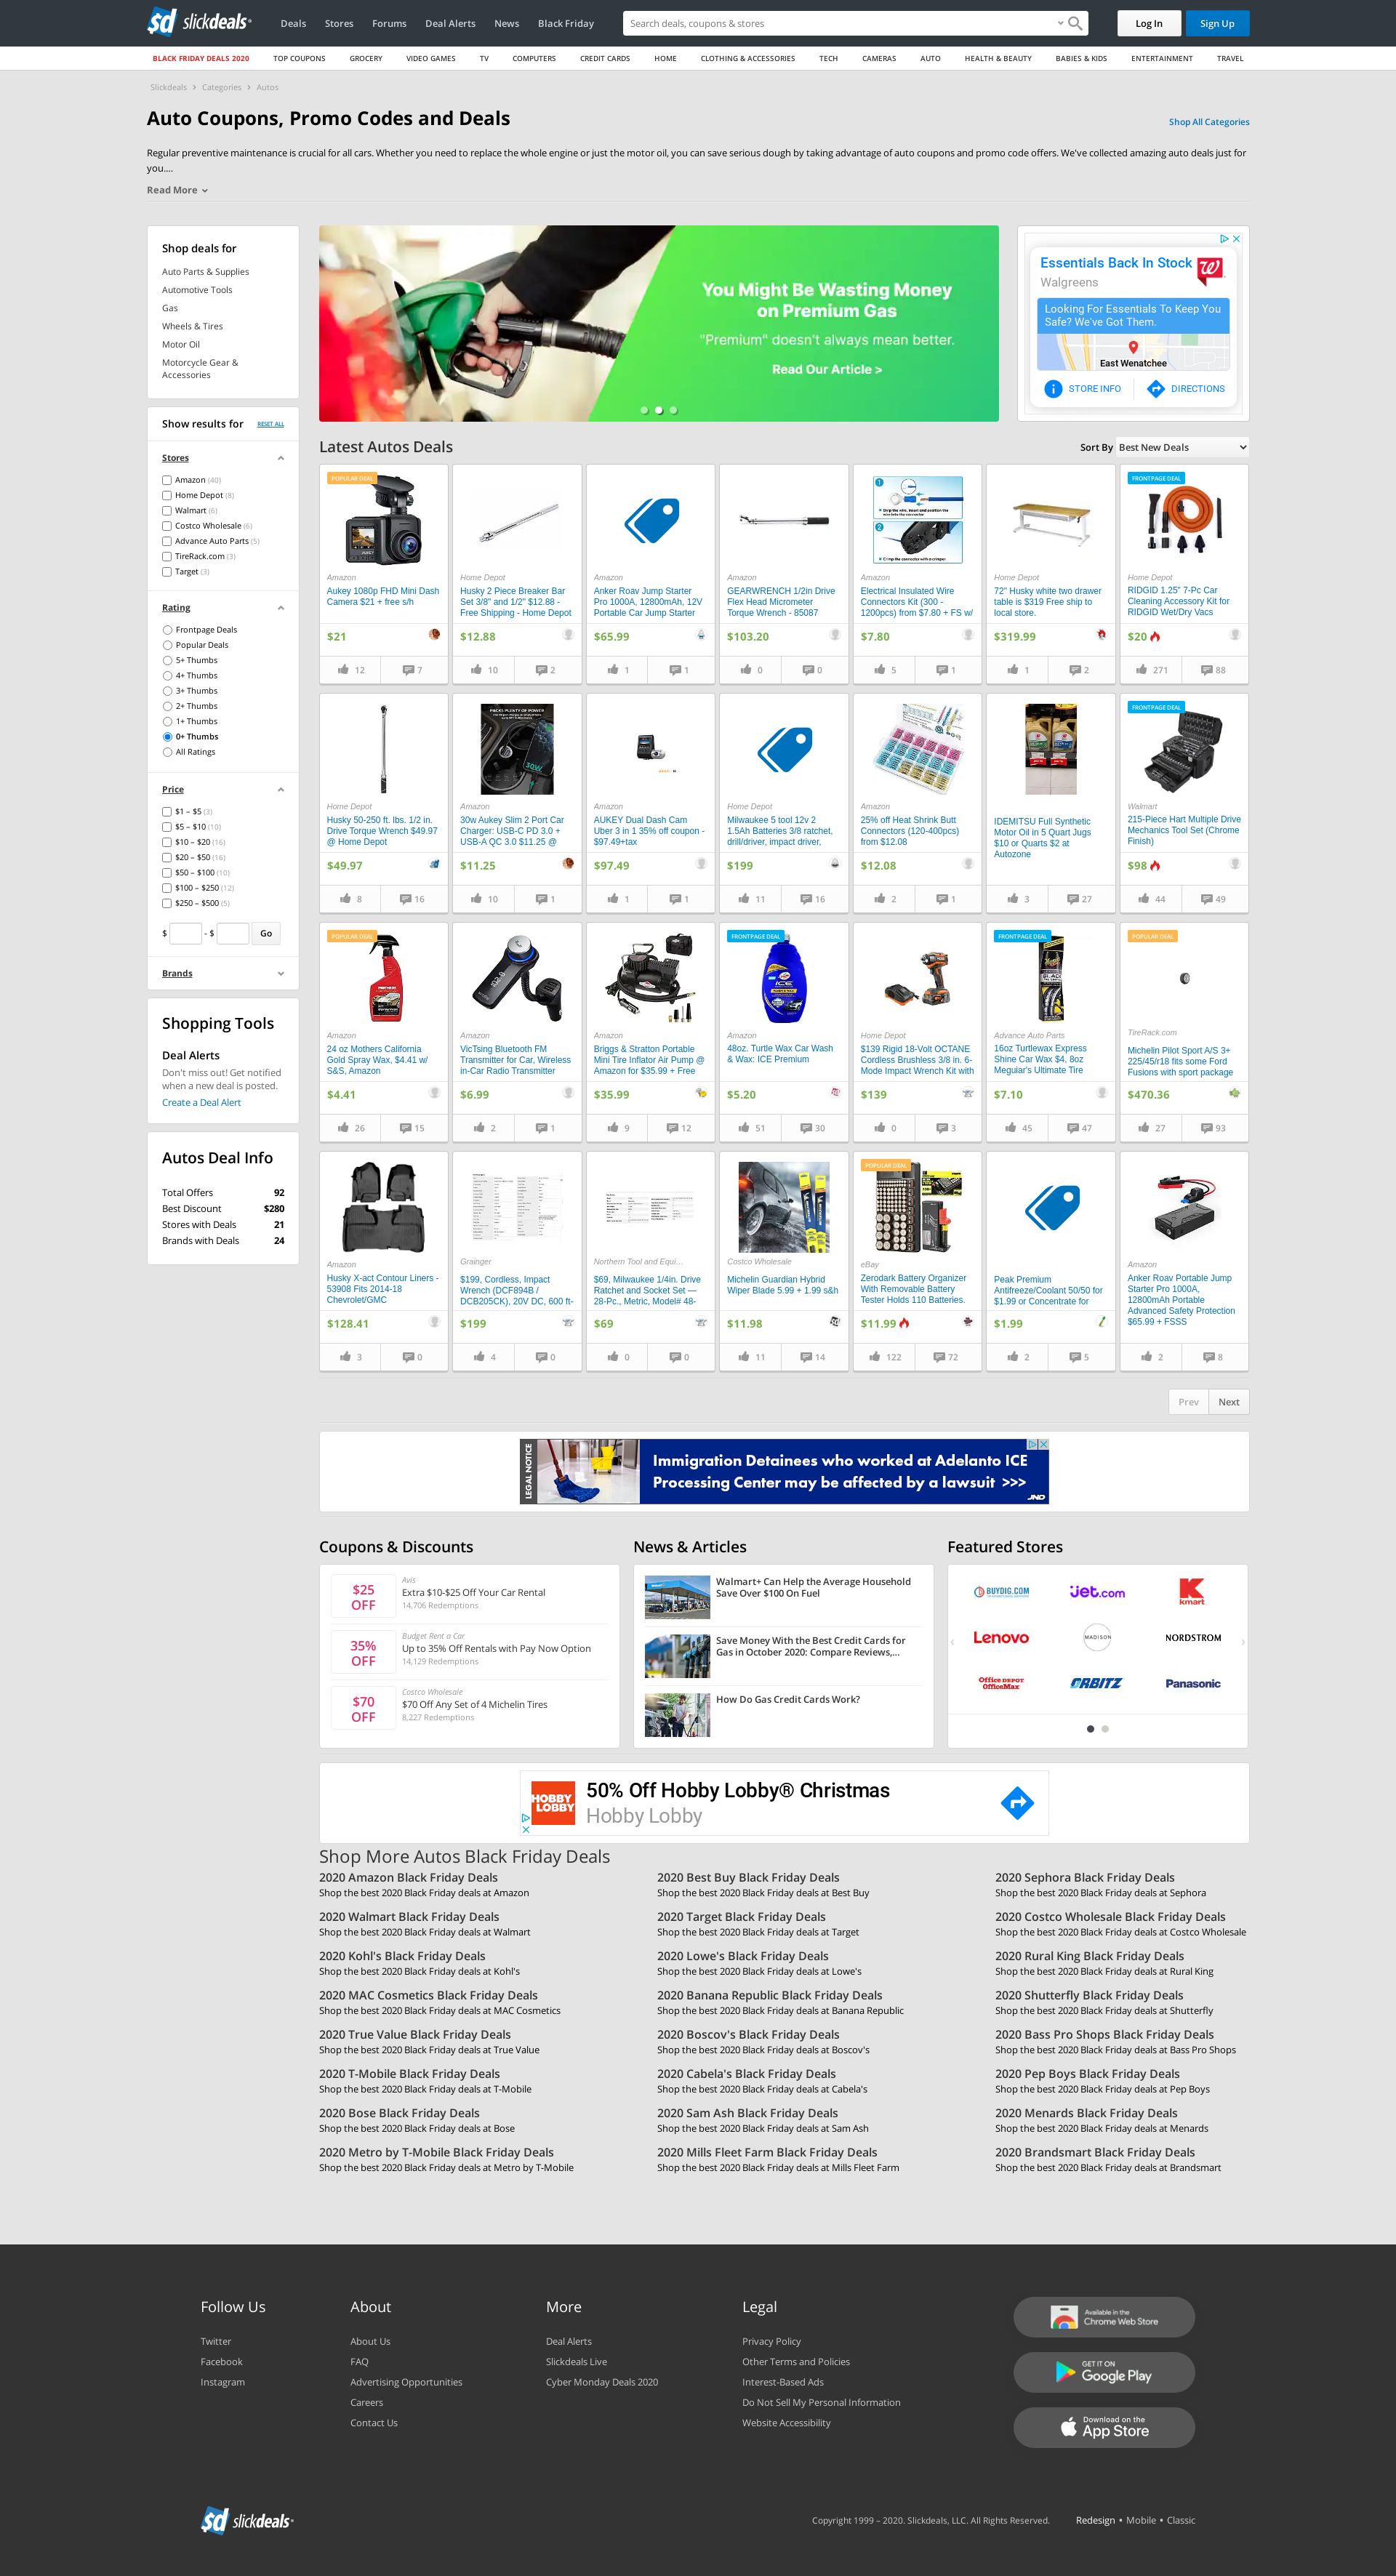 slickdeals
Deals
Stores
Forums
Deal Alerts
News
Black Friday
Search deals, coupons & stores
Log In
Sign Up
BLACK FRIDAY DEALS 2020
TOP COUPONS
GROCERY
VIDEO GAMES
TV
COMPUTERS
CREDIT CARDS
HOME
CLOTHING & ACCESSORIES
TECH
CAMERAS
AUTO
HEALTH & BEAUTY
BABIES & KIDS
ENTERTAINMENT
TRAVEL
Slickdeals > Categories > Autos
Auto Coupons, Promo Codes and Deals
Shop All Categories
Regular preventive maintenance is crucial for all cars. Whether you need to replace the whole engine or just the motor oil, you can save serious dough by taking advantage of auto coupons and promo code offers. We've collected amazing auto deals just for
you....
Read More
Shop deals for
Auto Parts & Supplies
Automotive Tools
Gas
Wheels & Tires
Motor Oil
Motorcycle Gear &
Accessories
Show results for
RESET ALL
Stores
Amazon (40)
Home Depot (8)
Walmart (6)
Costco Wholesale (6)
Advance Auto Parts (5)
TireRack.com (3)
Target (3)
Rating
Frontpage Deals
Popular Deals
5+ Thumbs
4+ Thumbs
3+ Thumbs
2+ Thumbs
1+ Thumbs
0+ Thumbs
All Ratings
Price
$1 – $5 (3)
$5 – $10 (10)
$10 – $20 (16)
$20 – $50 (16)
$50 – $100 (10)
$100 – $250 (12)
$250 – $500 (5)
$ - $ Go
Brands
Shopping Tools
Deal Alerts
Don't miss out! Get notified
when a new deal is posted.
Create a Deal Alert
Autos Deal Info
Total Offers 92
Best Discount $280
Stores with Deals 21
Brands with Deals 24
You Might Be Wasting Money
on Premium Gas
"Premium" doesn't always mean better.
Read Our Article >
Essentials Back In Stock
Walgreens
Looking For Essentials To Keep You
Safe? We've Got Them.
East Wenatchee
STORE INFO
DIRECTIONS
Latest Autos Deals
Sort By Best New Deals
POPULAR DEAL
Amazon
Aukey 1080p FHD Mini Dash
Camera $21 + free s/h
$21
12 7
Home Depot
Husky 2 Piece Breaker Bar
Set 3/8" and 1/2" $12.88 -
Free Shipping - Home Depot
$12.88
10 2
Amazon
Anker Roav Jump Starter
Pro 1000A, 12800mAh, 12V
Portable Car Jump Starter
$65.99
1 1
Amazon
GEARWRENCH 1/2in Drive
Flex Head Micrometer
Torque Wrench - 85087
$103.20
0 0
Amazon
Electrical Insulated Wire
Connectors Kit (300 -
1200pcs) from $7.80 + FS w/
$7.80
5 1
Home Depot
72" Husky white two drawer
table is $319 Free ship to
local store.
$319.99
1 2
FRONTPAGE DEAL
Home Depot
RIDGID 1.25" 7-Pc Car
Cleaning Accessory Kit for
RIDGID Wet/Dry Vacs
$20
271 88
Home Depot
Husky 50-250 ft. lbs. 1/2 in.
Drive Torque Wrench $49.97
@ Home Depot
$49.97
8 16
PACKS PLENTY OF POWER
30W
Amazon
30w Aukey Slim 2 Port Car
Charger: USB-C PD 3.0 +
USB-A QC 3.0 $11.25 @
$11.25
10 1
Amazon
AUKEY Dual Dash Cam
Uber 3 in 1 35% off coupon -
$97.49+tax
$97.49
1 1
Home Depot
Milwaukee 5 tool 12v 2
1.5Ah Batteries 3/8 ratchet,
drill/driver, impact driver,
$199
11 16
Amazon
25% off Heat Shrink Butt
Connectors (120-400pcs)
from $12.08
$12.08
2 1
IDEMITSU Full Synthetic
Motor Oil in 5 Quart Jugs
$10 or Quarts $2 at
Autozone
3 27
FRONTPAGE DEAL
Walmart
215-Piece Hart Multiple Drive
Mechanics Tool Set (Chrome
Finish)
$98
44 49
POPULAR DEAL
Amazon
24 oz Mothers California
Gold Spray Wax, $4.41 w/
S&S, Amazon
$4.41
26 15
Amazon
VicTsing Bluetooth FM
Transmitter for Car, Wireless
in-Car Radio Transmitter
$6.99
2 1
Amazon
Briggs & Stratton Portable
Mini Tire Inflator Air Pump @
Amazon for $35.99 + Free
$35.99
9 12
FRONTPAGE DEAL
ICE
Amazon
48oz. Turtle Wax Car Wash
& Wax: ICE Premium
$5.20
51 30
Home Depot
$139 Rigid 18-Volt OCTANE
Cordless Brushless 3/8 in. 6-
Mode Impact Wrench Kit with
$139
0 3
FRONTPAGE DEAL
Advance Auto Parts
16oz Turtlewax Express
Shine Car Wax $4, 8oz
Meguiar's Ultimate Tire
$7.10
45 47
POPULAR DEAL
TireRack.com
Michelin Pilot Sport A/S 3+
225/45/r18 fits some Ford
Fusions with sport package
$470.36
27 93
Amazon
Husky X-act Contour Liners -
53908 Fits 2014-18
Chevrolet/GMC
$128.41
3 0
Grainger
$199, Cordless, Impact
Wrench (DCF894B /
DCB205CK), 20V DC, 600 ft-
$199
4 0
Northern Tool and Equi...
$69, Milwaukee 1/4in. Drive
Ratchet and Socket Set —
28-Pc., Metric, Model# 48-
$69
0 0
Costco Wholesale
Michelin Guardian Hybrid
Wiper Blade 5.99 + 1.99 s&h
$11.98
11 14
POPULAR DEAL
eBay
Zerodark Battery Organizer
With Removable Battery
Tester Holds 110 Batteries.
$11.99
122 72
Peak Premium
Antifreeze/Coolant 50/50 for
$1.99 or Concentrate for
$1.99
2 5
Amazon
Anker Roav Portable Jump
Starter Pro 1000A,
12800mAh Portable
Advanced Safety Protection
$65.99 + FSSS
2 8
Prev
Next
LEGAL NOTICE
Immigration Detainees who worked at Adelanto ICE
Processing Center may be affected by a lawsuit >>>
JND
Coupons & Discounts
$25
OFF
Avis
Extra $10-$25 Off Your Car Rental
14,706 Redemptions
35%
OFF
Budget Rent a Car
Up to 35% Off Rentals with Pay Now Option
14,129 Redemptions
$70
OFF
Costco Wholesale
$70 Off Any Set of 4 Michelin Tires
8,227 Redemptions
News & Articles
Walmart+ Can Help the Average Household
Save Over $100 On Fuel
Save Money With the Best Credit Cards for
Gas in October 2020: Compare Reviews,...
How Do Gas Credit Cards Work?
Featured Stores
BUYDIG.COM
jet.com
kmart
Lenovo
MADISON
NORDSTROM
Office DEPOT
OfficeMax
ORBITZ
Panasonic
HOBBY
LOBBY
50% Off Hobby Lobby® Christmas
Hobby Lobby
Shop More Autos Black Friday Deals
2020 Amazon Black Friday Deals
Shop the best 2020 Black Friday deals at Amazon
2020 Best Buy Black Friday Deals
Shop the best 2020 Black Friday deals at Best Buy
2020 Sephora Black Friday Deals
Shop the best 2020 Black Friday deals at Sephora
2020 Walmart Black Friday Deals
Shop the best 2020 Black Friday deals at Walmart
2020 Target Black Friday Deals
Shop the best 2020 Black Friday deals at Target
2020 Costco Wholesale Black Friday Deals
Shop the best 2020 Black Friday deals at Costco Wholesale
2020 Kohl's Black Friday Deals
Shop the best 2020 Black Friday deals at Kohl's
2020 Lowe's Black Friday Deals
Shop the best 2020 Black Friday deals at Lowe's
2020 Rural King Black Friday Deals
Shop the best 2020 Black Friday deals at Rural King
2020 MAC Cosmetics Black Friday Deals
Shop the best 2020 Black Friday deals at MAC Cosmetics
2020 Banana Republic Black Friday Deals
Shop the best 2020 Black Friday deals at Banana Republic
2020 Shutterfly Black Friday Deals
Shop the best 2020 Black Friday deals at Shutterfly
2020 True Value Black Friday Deals
Shop the best 2020 Black Friday deals at True Value
2020 Boscov's Black Friday Deals
Shop the best 2020 Black Friday deals at Boscov's
2020 Bass Pro Shops Black Friday Deals
Shop the best 2020 Black Friday deals at Bass Pro Shops
2020 T-Mobile Black Friday Deals
Shop the best 2020 Black Friday deals at T-Mobile
2020 Cabela's Black Friday Deals
Shop the best 2020 Black Friday deals at Cabela's
2020 Pep Boys Black Friday Deals
Shop the best 2020 Black Friday deals at Pep Boys
2020 Bose Black Friday Deals
Shop the best 2020 Black Friday deals at Bose
2020 Sam Ash Black Friday Deals
Shop the best 2020 Black Friday deals at Sam Ash
2020 Menards Black Friday Deals
Shop the best 2020 Black Friday deals at Menards
2020 Metro by T-Mobile Black Friday Deals
Shop the best 2020 Black Friday deals at Metro by T-Mobile
2020 Mills Fleet Farm Black Friday Deals
Shop the best 2020 Black Friday deals at Mills Fleet Farm
2020 Brandsmart Black Friday Deals
Shop the best 2020 Black Friday deals at Brandsmart
Follow Us
Twitter
Facebook
Instagram
About
About Us
FAQ
Advertising Opportunities
Careers
Contact Us
More
Deal Alerts
Slickdeals Live
Cyber Monday Deals 2020
Legal
Privacy Policy
Other Terms and Policies
Interest-Based Ads
Do Not Sell My Personal Information
Website Accessibility
Available in the
Chrome Web Store
GET IT ON
Google Play
Download on the
App Store
slickdeals
Copyright 1999 – 2020. Slickdeals, LLC. All Rights Reserved.
Redesign • Mobile • Classic